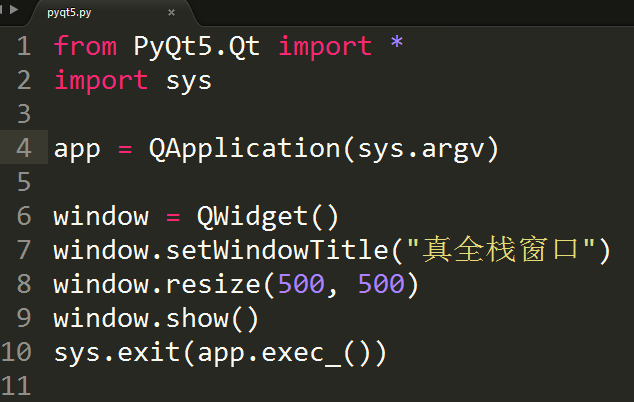 pyqt5.py
1 from PyQt5.Qt import *
2 import sys
3
4 app = QApplication(sys.argv)
5
6 window = QWidget()
7 window.setWindowTitle("真全栈窗口")
8 window.resize(500, 500)
9 window.show()
10 sys.exit(app.exec_())
11